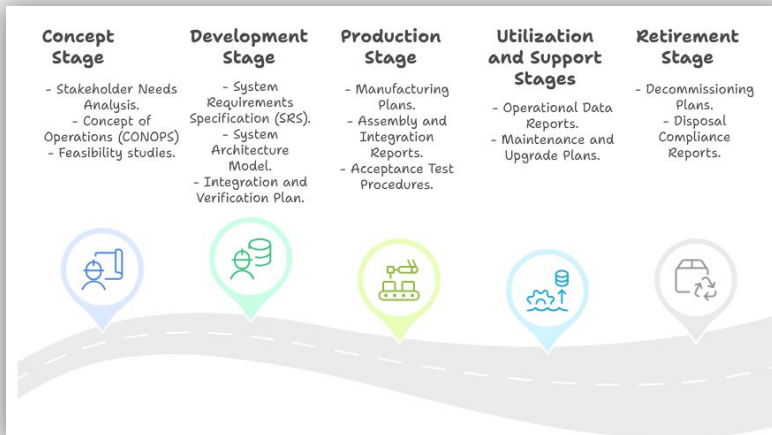 Concept
Stage
- Stakeholder Needs
Analysis.
- Concept of
Operations (CONOPS)
- Feasibility studies.
Development
Stage
- System
Requirements
Specification (SRS).
- System
Architecture
Model.
- Integration and
Verification Plan.
Production
Stage
- Manufacturing
Plans.
- Assembly and
Integration
Reports.
- Acceptance Test
Procedures.
Utilization
and Support
Stages
- Operational Data
Reports.
- Maintenance and
Upgrade Plans.
Retirement
Stage
- Decommissioning
Plans.
- Disposal
Compliance
Reports.